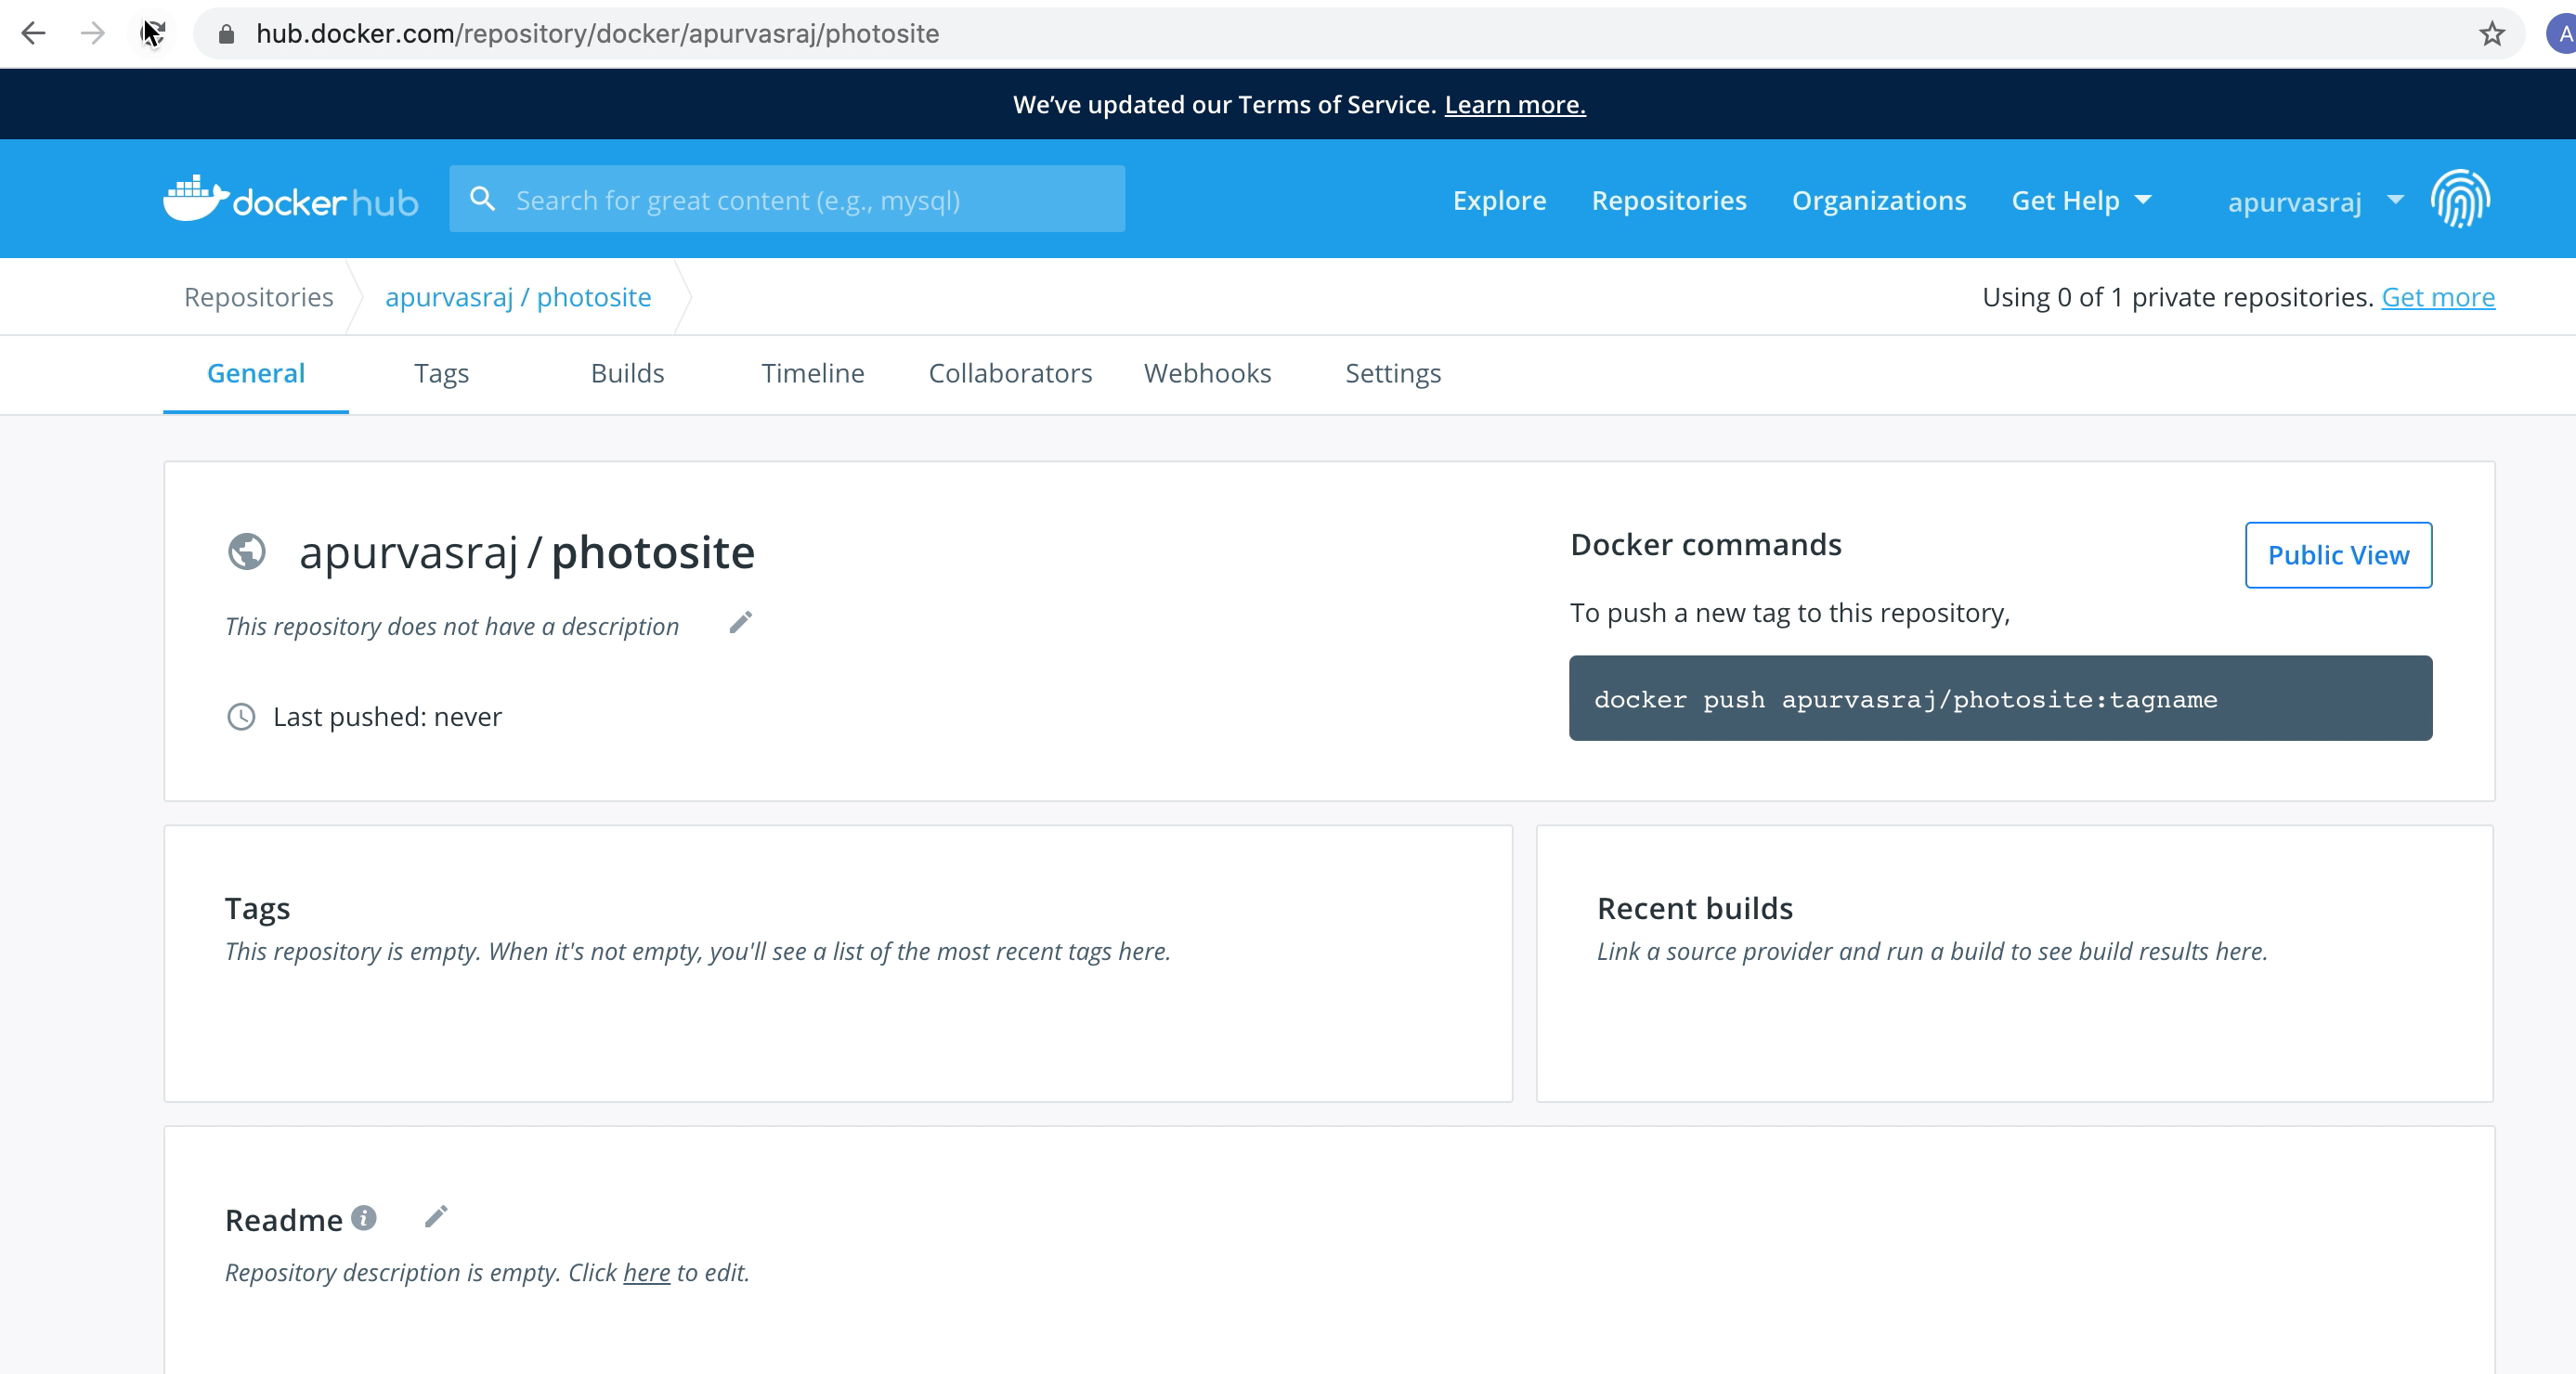 hub.docker.com/repository/docker/apurvasraj/photosite
A
We’ve updated our Terms of Service. Learn more.
docker hub
Search for great content (e.g., mysql)
Explore
Repositories
Organizations
Get Help
apurvasraj
Repositories
apurvasraj / photosite
Using 0 of 1 private repositories. Get more
General
Tags
Builds
Timeline
Collaborators
Webhooks
Settings
apurvasraj / photosite
This repository does not have a description
Last pushed: never
Docker commands
Public View
To push a new tag to this repository,
docker push apurvasraj/photosite:tagname
Tags
This repository is empty. When it's not empty, you'll see a list of the most recent tags here.
Recent builds
Link a source provider and run a build to see build results here.
Readme
Repository description is empty. Click here to edit.